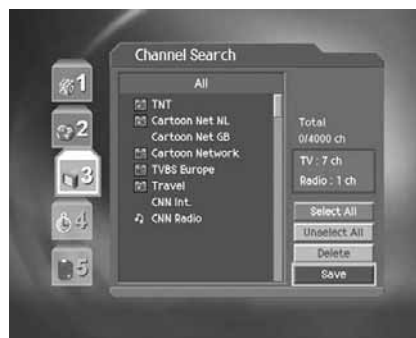 Channel Search
1
2
3
4
5
All
TNT
Cartoon Net NL
Cartoon Net GB
Cartoon Network
TVBS Europe
Travel
CNN Int.
CNN Radio
Total
0/4000 ch
TV : 7 ch
Radio : 1 ch
Select All
Unselect All
Delete
Save